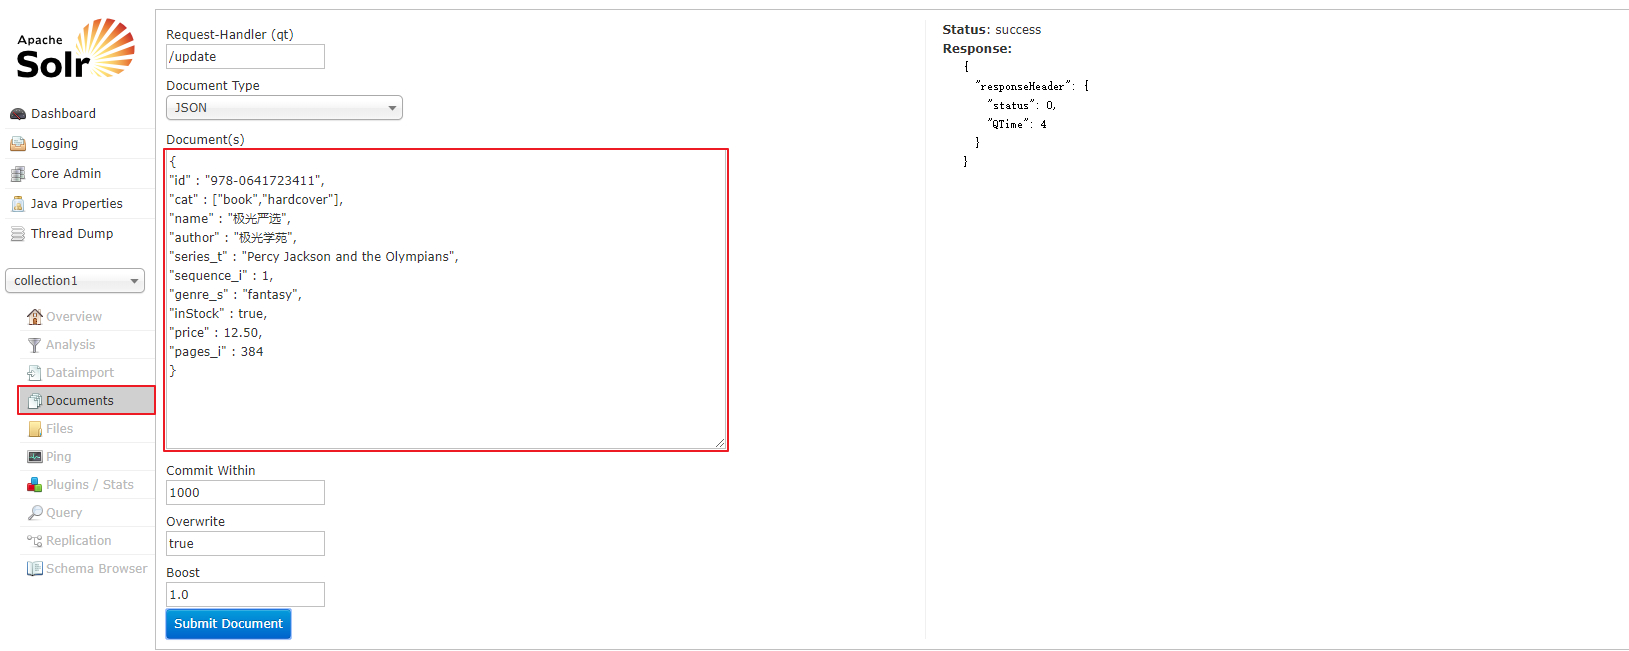 Apache
Solr
Dashboard
Logging
Core Admin
Java Properties
Thread Dump
collection1
Overview
Analysis
Dataimport
Documents
Files
Ping
Plugins / Stats
Query
Replication
Schema Browser
Request-Handler (qt)
/update
Document Type
JSON
Document(s)
{
"id" : "978-0641723411",
"cat" : ["book","hardcover"],
"name" : "极光严选",
"author" : "极光学苑",
"series_t" : "Percy Jackson and the Olympians",
"sequence_i" : 1,
"genre_s" : "fantasy",
"inStock" : true,
"price" : 12.50,
"pages_i" : 384
}
Commit Within
1000
Overwrite
true
Boost
1.0
Submit Document
Status: success
Response:
{
"responseHeader": {
"status": 0,
"QTime": 4
}
}